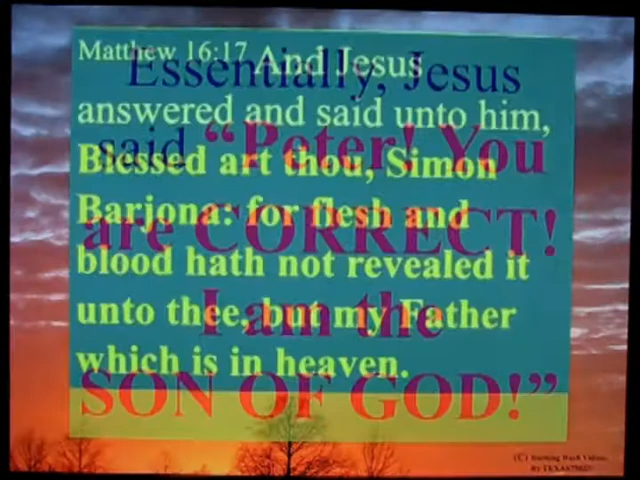 Matthew 16:17 And Jesus
answered and said unto him,
Blessed art thou, Simon
Barjona: for flesh and
blood hath not revealed it
unto thee, but my Father
which is in heaven.
Essentially, Jesus
said “Peter! You
are CORRECT!
I am the
SON OF GOD!”
(C) Burning Bush Videos
By TEXAS